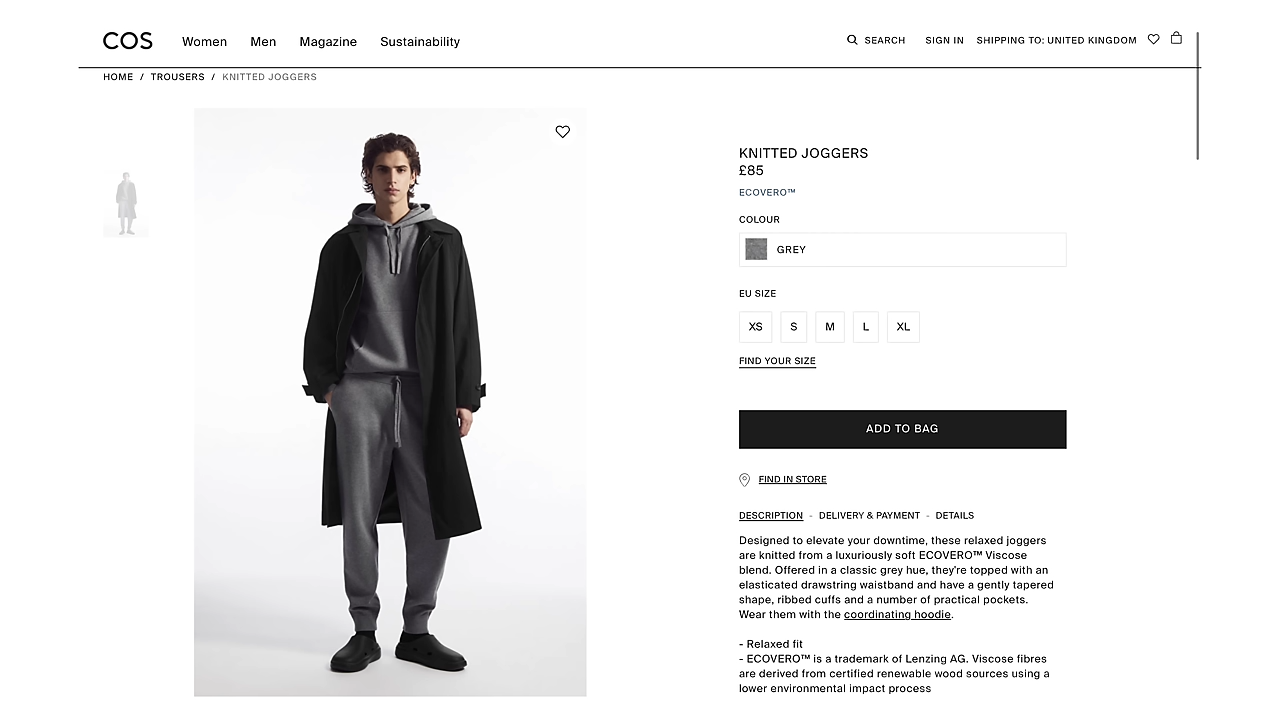 COS
Women Men Magazine Sustainability
SEARCH SIGN IN SHIPPING TO: UNITED KINGDOM
HOME / TROUSERS / KNITTED JOGGERS
KNITTED JOGGERS
£85
ECOVERO™
COLOUR
GREY
EU SIZE
XS S M L XL
FIND YOUR SIZE
ADD TO BAG
FIND IN STORE
DESCRIPTION - DELIVERY & PAYMENT - DETAILS
Designed to elevate your downtime, these relaxed joggers
are knitted from a luxuriously soft ECOVERO™ Viscose
blend. Offered in a classic grey hue, they're topped with an
elasticated drawstring waistband and have a gently tapered
shape, ribbed cuffs and a number of practical pockets.
Wear them with the coordinating hoodie.
- Relaxed fit
- ECOVERO™ is a trademark of Lenzing AG. Viscose fibres
are derived from certified renewable wood sources using a
lower environmental impact process